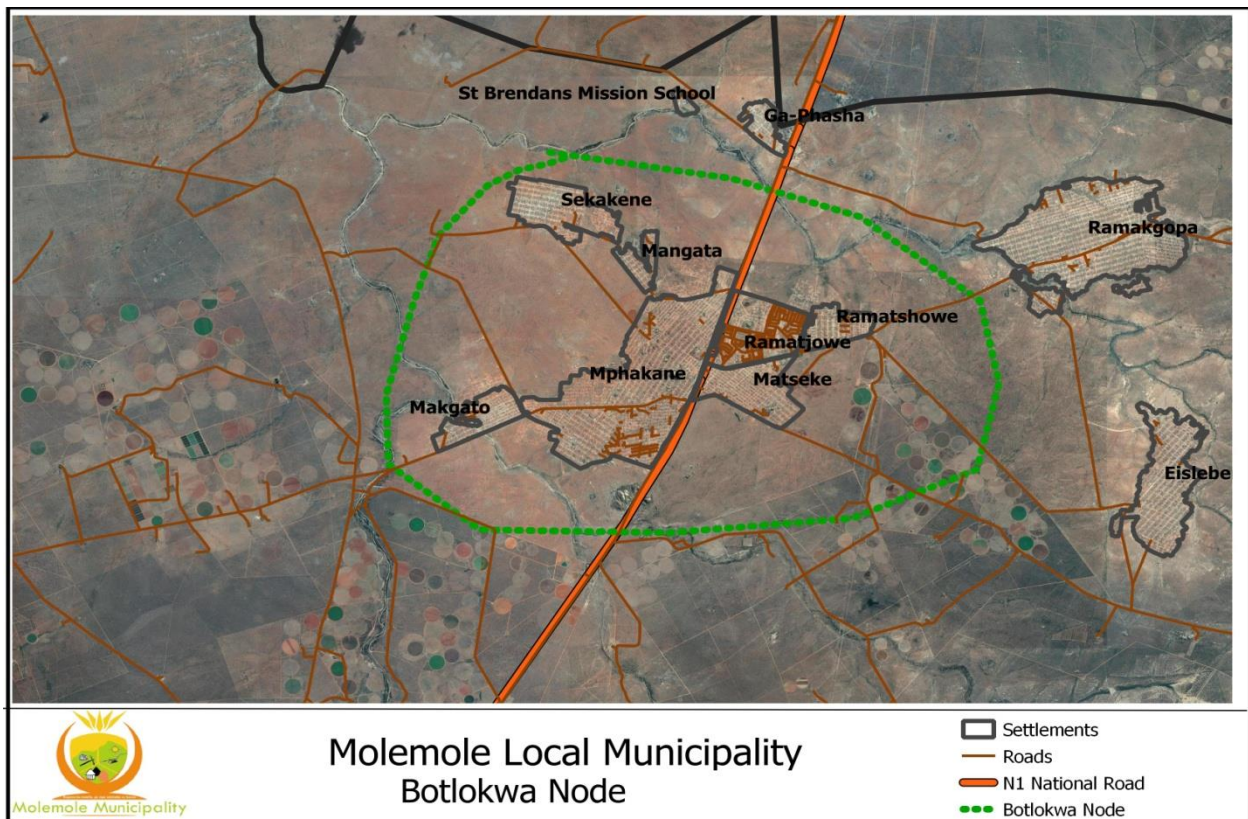 St Brendans Mission School
Ga-Phasha
Sekakene
Ramakgopa
Mangata
Ramatshowe
Ramatjowe
Mphakane
Matseke
Makgato
Eislebe
Molemole Local Municipality
Botlokwa Node
Settlements
Roads
N1 National Road
Botlokwa Node
Molemole Municipality